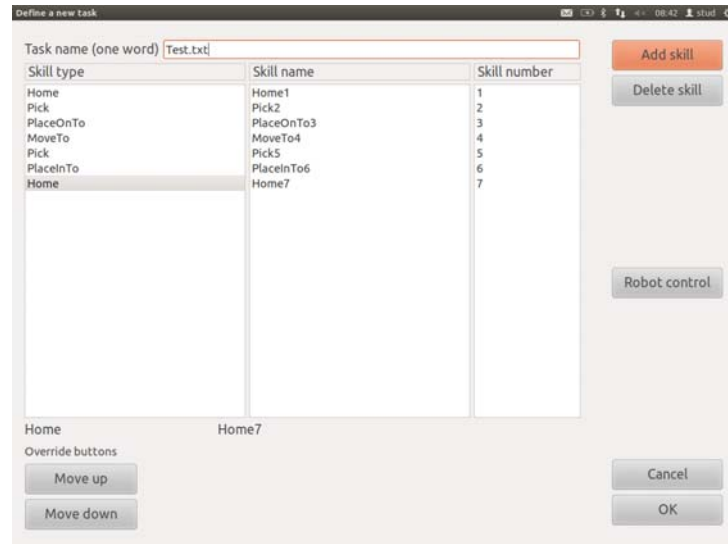 Define a new task 08:42 stud
Task name (one word) Test.txt Add skill
Skill type Skill name Skill number
Delete skill
Home Home1 1
Pick Pick2 2
PlaceOnTo PlaceOnTo3 3
MoveTo MoveTo4 4
Pick Pick5 5
PlaceInTo PlaceInTo6 6
Home Home7 7
Robot control
Home Home7
Override buttons
Move up Cancel
Move down OK